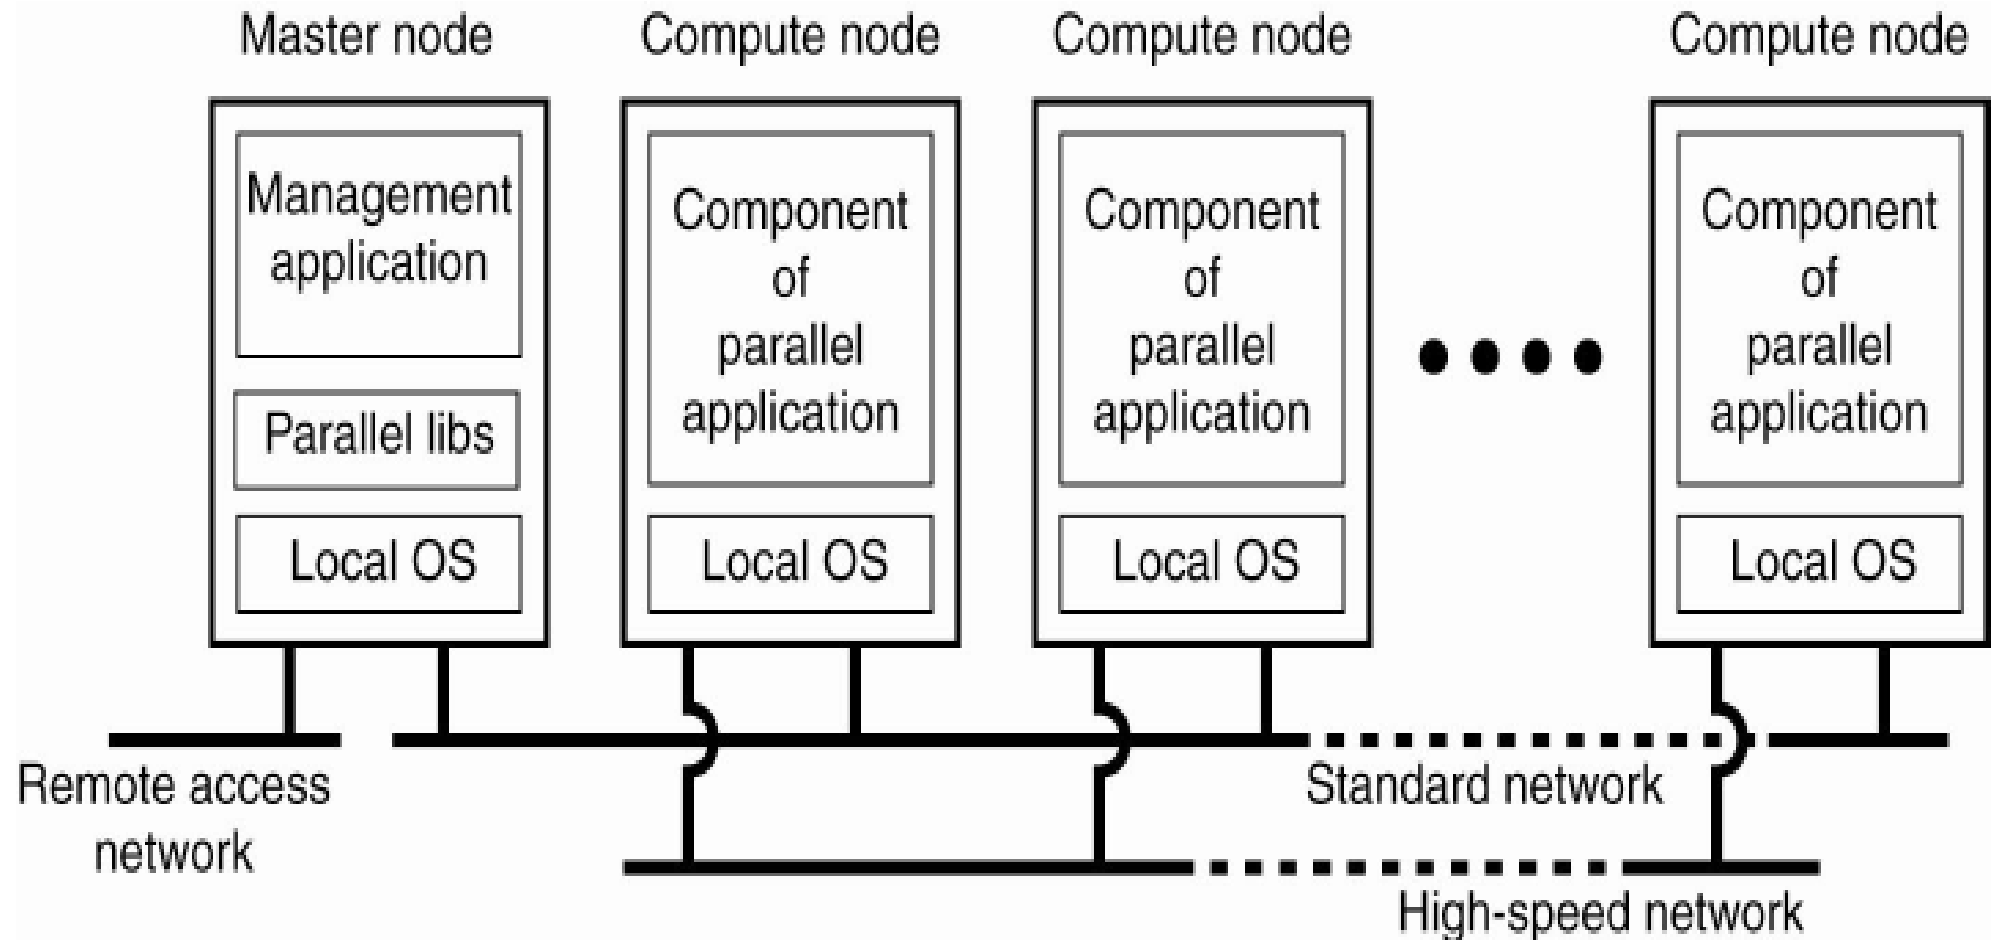 Master node
Compute node
Compute node
Compute node
Management
application
Parallel libs
Local OS
Component
of
parallel
application
Local OS
Component
of
parallel
application
Local OS
Component
of
parallel
application
Local OS
Remote access
network
Standard network
High-speed network